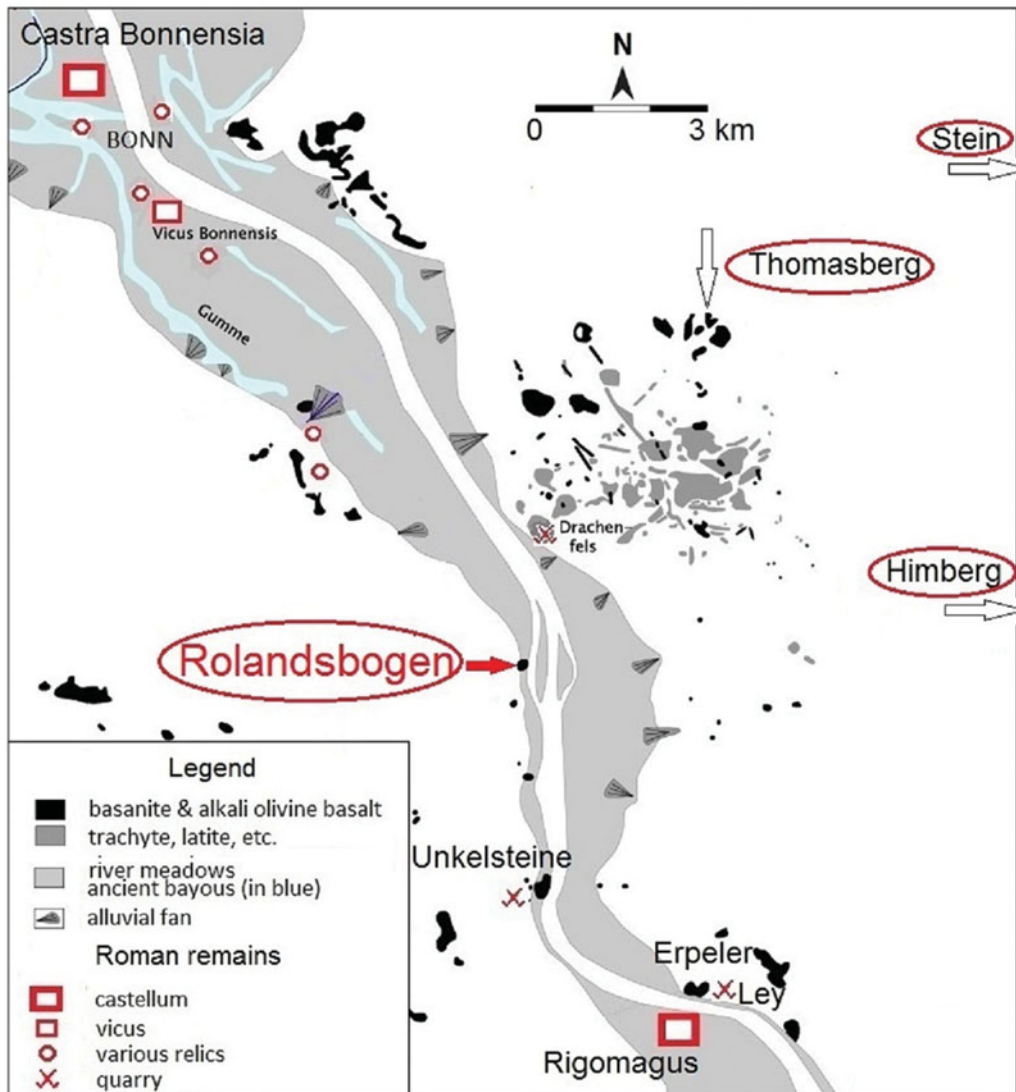 Castra Bonnensia
N
0 3 km
BONN
Stein
Vicus Bonnensis
Thomasberg
Gumme
Drachen-
fels
Himberg
Rolandsbogen
Legend
basanite & alkali olivine basalt
trachyte, latite, etc.
river meadows
ancient bayous (in blue)
alluvial fan
Roman remains
castellum
vicus
various relics
quarry
Unkelsteine
Erpeler
Ley
Rigomagus